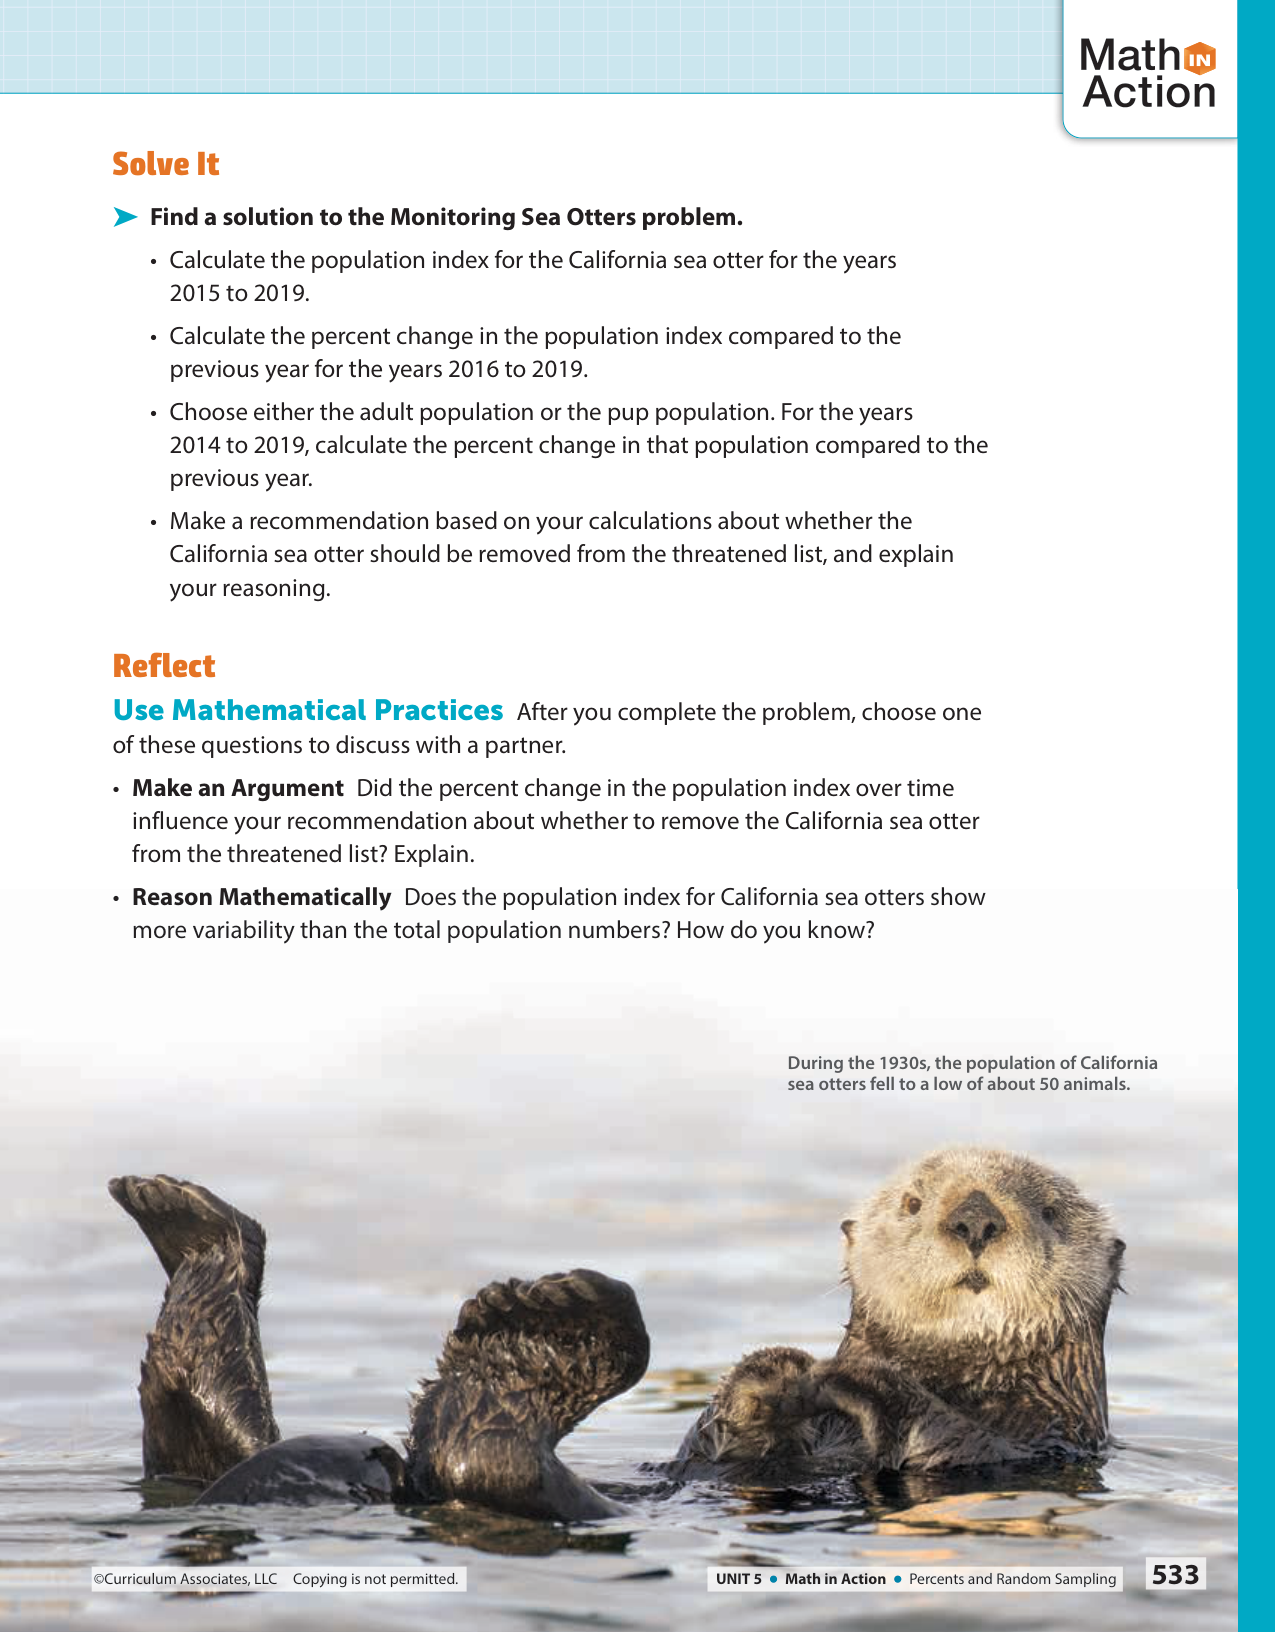 Math IN
Action
Solve It
➤ Find a solution to the Monitoring Sea Otters problem.
• Calculate the population index for the California sea otter for the years
2015 to 2019.
• Calculate the percent change in the population index compared to the
previous year for the years 2016 to 2019.
• Choose either the adult population or the pup population. For the years
2014 to 2019, calculate the percent change in that population compared to the
previous year.
• Make a recommendation based on your calculations about whether the
California sea otter should be removed from the threatened list, and explain
your reasoning.
Reflect
Use Mathematical Practices After you complete the problem, choose one
of these questions to discuss with a partner.
• Make an Argument Did the percent change in the population index over time
influence your recommendation about whether to remove the California sea otter
from the threatened list? Explain.
• Reason Mathematically Does the population index for California sea otters show
more variability than the total population numbers? How do you know?
During the 1930s, the population of California
sea otters fell to a low of about 50 animals.
©Curriculum Associates, LLC Copying is not permitted.
UNIT 5 • Math in Action • Percents and Random Sampling 533